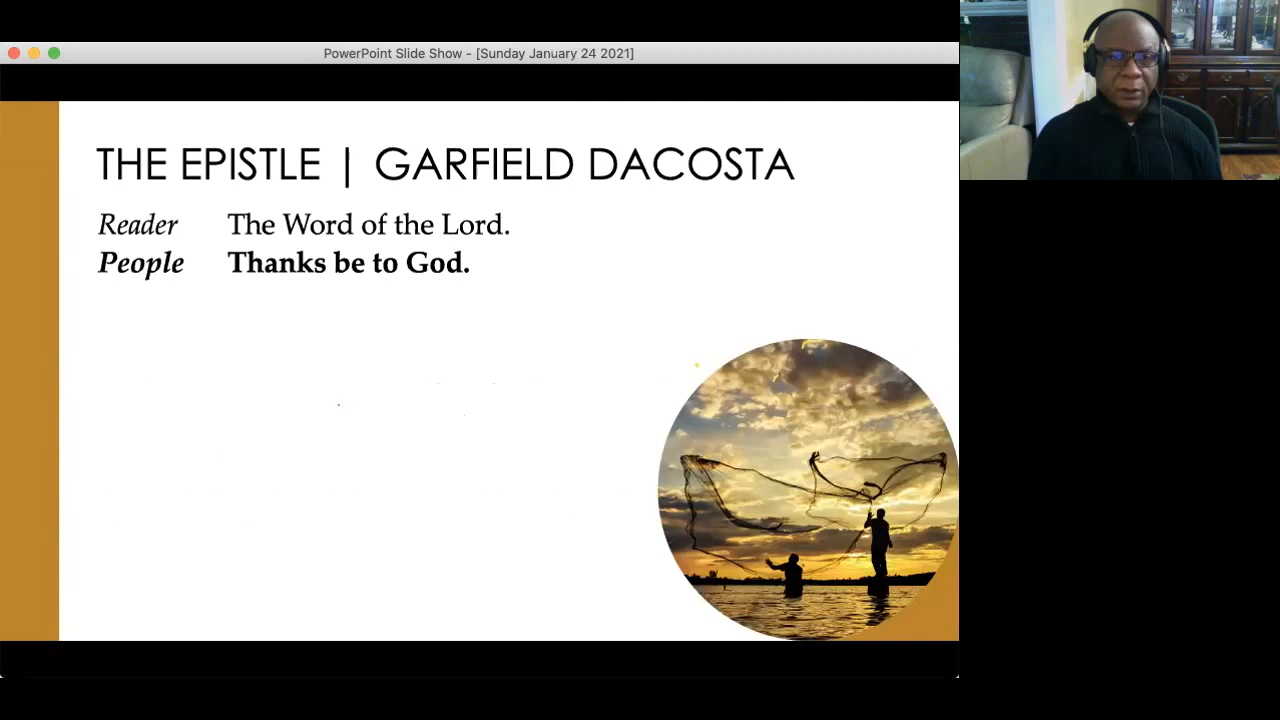 PowerPoint Slide Show - [Sunday January 24 2021]
THE EPISTLE | GARFIELD DACOSTA
Reader The Word of the Lord.
People Thanks be to God.